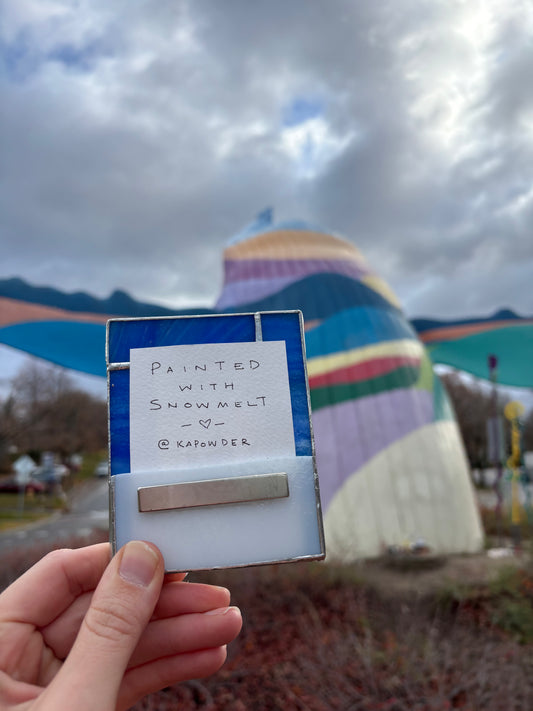 PAINTED
WITH
SNOWMELT
-♡-
@KAPOWDER